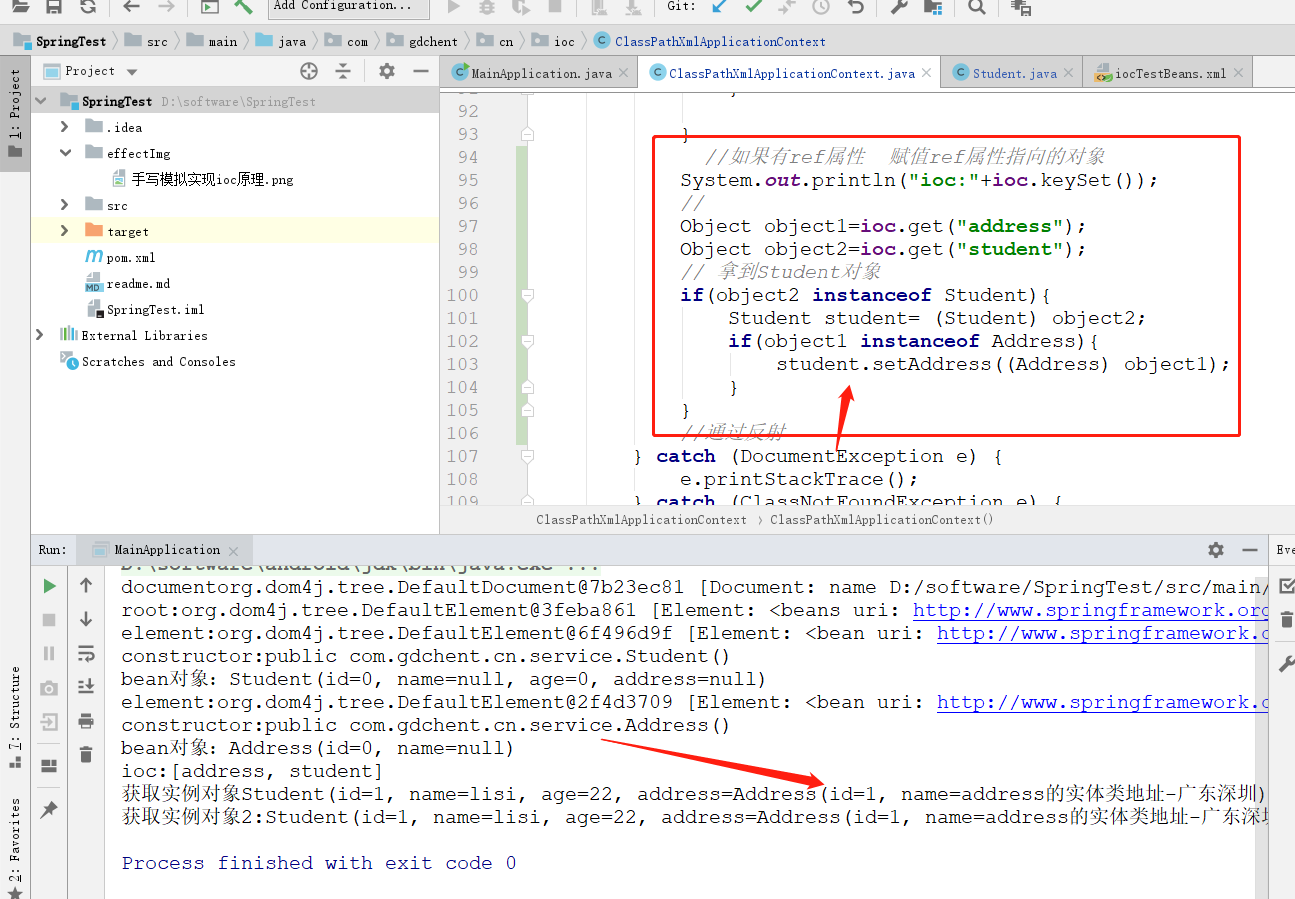 Add Configuration...
Git:
SpringTest
src
main
java
com
gdchent
cn
ioc
ClassPathXmlApplicationContext
1: Project
Project
SpringTest D:\software\SpringTest
.idea
effectImg
手写模拟实现ioc原理.png
src
target
pom.xml
readme.md
SpringTest.iml
External Libraries
Scratches and Consoles
MainApplication.java
ClassPathXmlApplicationContext.java
Student.java
iocTestBeans.xml
92
93 }
94 //如果有ref属性 赋值ref属性指向的对象
95 System.out.println("ioc:"+ioc.keySet());
96 //
97 Object object1=ioc.get("address");
98 Object object2=ioc.get("student");
99 // 拿到Student对象
100 if(object2 instanceof Student){
101 Student student= (Student) object2;
102 if(object1 instanceof Address){
103 student.setAddress((Address) object1);
104 }
105 }
106 //通过反射
107 } catch (DocumentException e) {
108 e.printStackTrace();
109 } catch (ClassNotFoundException e) {
ClassPathXmlApplicationContext › ClassPathXmlApplicationContext()
Run: MainApplication
D:\software\android\jdk\bin\java.exe ...
documentorg.dom4j.tree.DefaultDocument@7b23ec81 [Document: name D:/software/SpringTest/src/main/
root:org.dom4j.tree.DefaultElement@3feba861 [Element: <beans uri: http://www.springframework.org
element:org.dom4j.tree.DefaultElement@6f496d9f [Element: <bean uri: http://www.springframework.o
constructor:public com.gdchent.cn.service.Student()
bean对象：Student(id=0, name=null, age=0, address=null)
element:org.dom4j.tree.DefaultElement@2f4d3709 [Element: <bean uri: http://www.springframework.o
constructor:public com.gdchent.cn.service.Address()
bean对象：Address(id=0, name=null)
ioc:[address, student]
获取实例对象Student(id=1, name=lisi, age=22, address=Address(id=1, name=address的实体类地址-广东深圳)
获取实例对象2:Student(id=1, name=lisi, age=22, address=Address(id=1, name=address的实体类地址-广东深圳
Process finished with exit code 0
7: Structure
2: Favorites